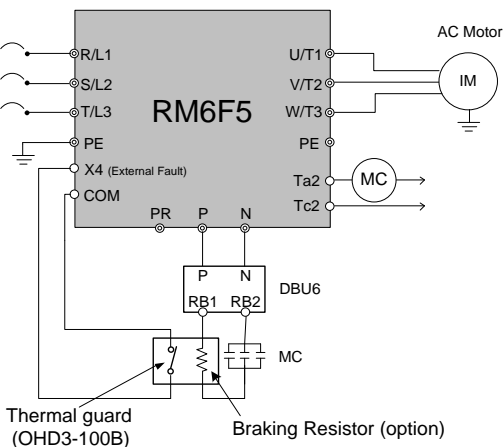 AC Motor
R/L1
U/T1
S/L2
V/T2
IM
T/L3
RM6F5
W/T3
PE
PE
X4 (External Fault)
Ta2
MC
COM
Tc2
PR
P
N
P
N
DBU6
RB1
RB2
MC
Thermal guard
(OHD3-100B)
Braking Resistor (option)